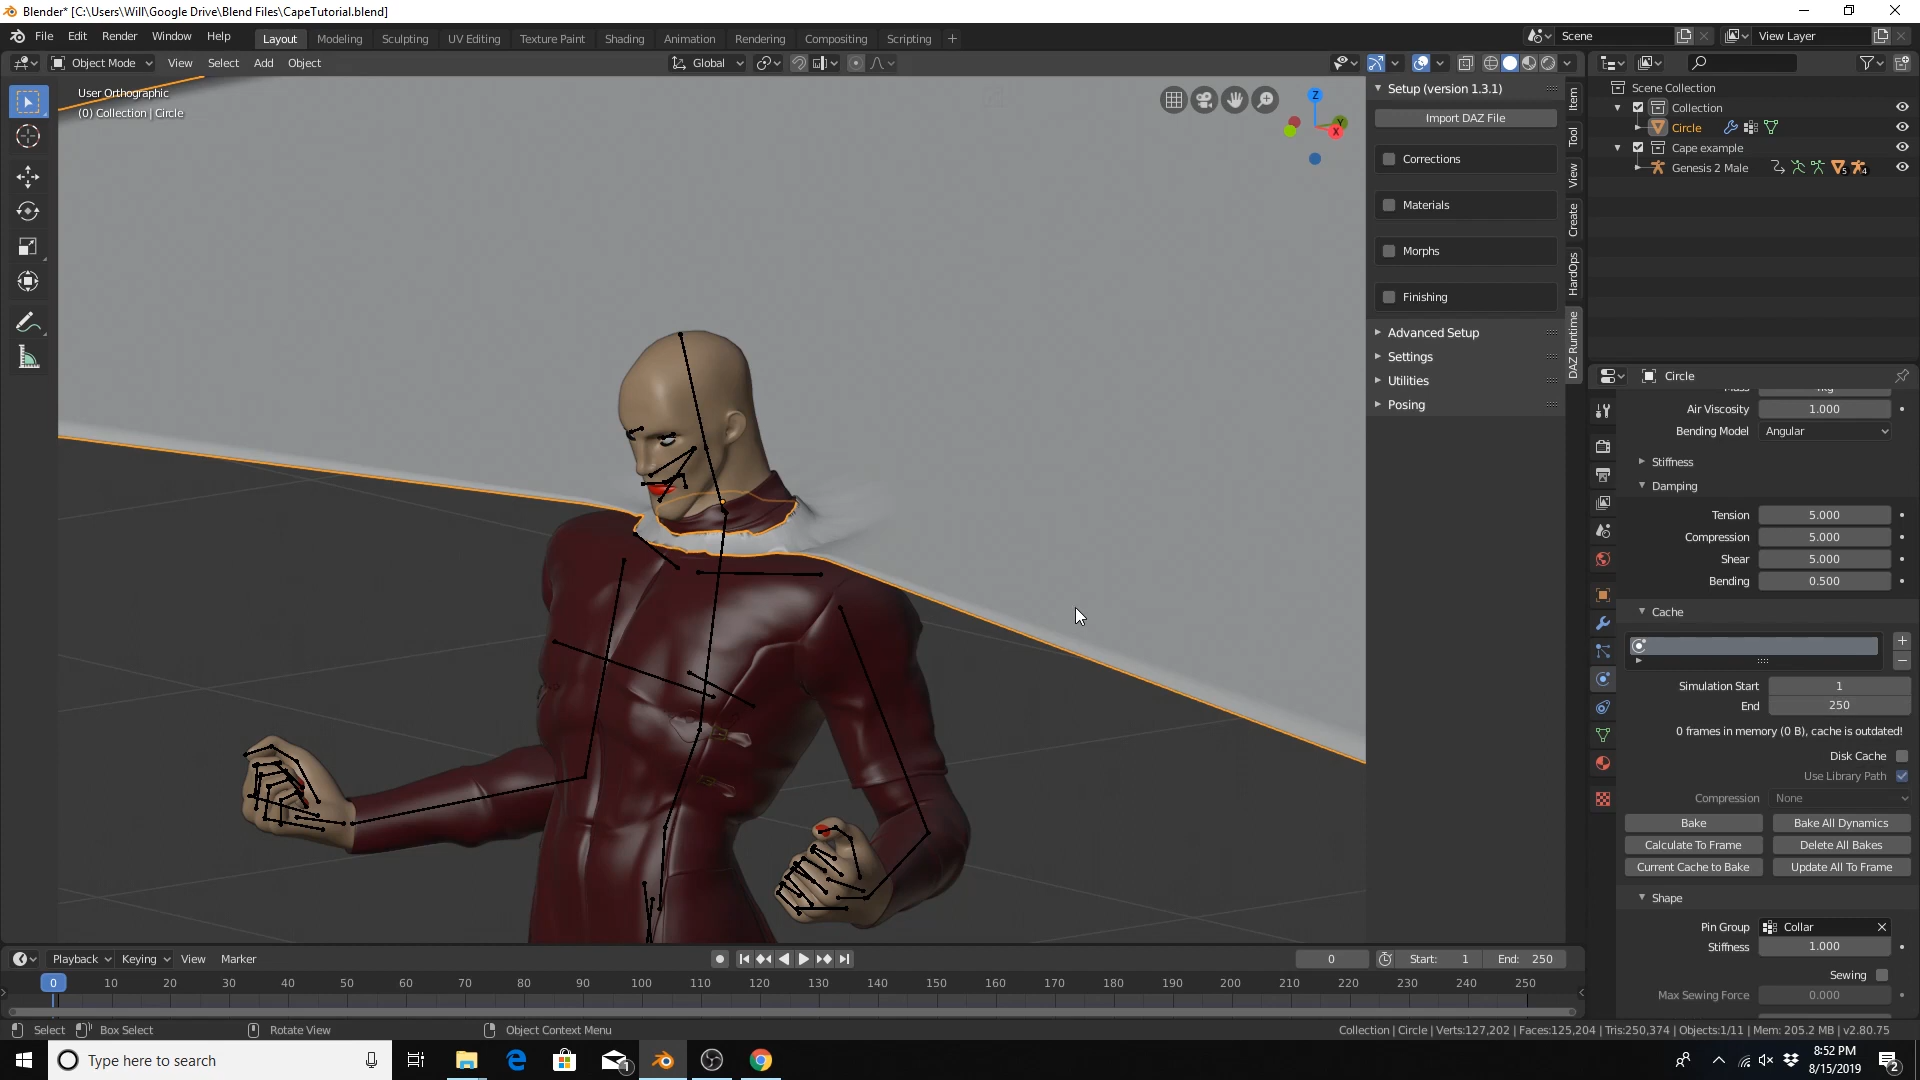 Blender* [C:\Users\Will\Google Drive\Blend Files\CapeTutorial.blend]
File Edit Render Window Help
Layout Modeling Sculpting UV Editing Texture Paint Shading Animation Rendering Compositing Scripting +
Scene
View Layer
Object Mode View Select Add Object
Global
User Orthographic
(0) Collection | Circle
Z
Y
X
Setup (version 1.3.1)
Import DAZ File
Corrections
Materials
Morphs
Finishing
Advanced Setup
Settings
Utilities
Posing
Item
Tool
View
Create
HardOps
DAZ Runtime
Scene Collection
Collection
Circle
Cape example
Genesis 2 Male
5
4
Circle
Air Viscosity 1.000
Bending Model Angular
Stiffness
Damping
Tension 5.000
Compression 5.000
Shear 5.000
Bending 0.500
Cache
Simulation Start 1
End 250
0 frames in memory (0 B), cache is outdated!
Disk Cache
Use Library Path
Compression None
Bake Bake All Dynamics
Calculate To Frame Delete All Bakes
Current Cache to Bake Update All To Frame
Shape
Pin Group Collar
Stiffness 1.000
Sewing
Max Sewing Force 0.000
Playback Keying View Marker
0 Start: 1 End: 250
0 10 20 30 40 50 60 70 80 90 100 110 120 130 140 150 160 170 180 190 200 210 220 230 240 250
Select Box Select Rotate View Object Context Menu
Collection | Circle | Verts:127,202 | Faces:125,204 | Tris:250,374 | Objects:1/11 | Mem: 205.2 MB | v2.80.75
Type here to search
1
8:52 PM
8/15/2019
2